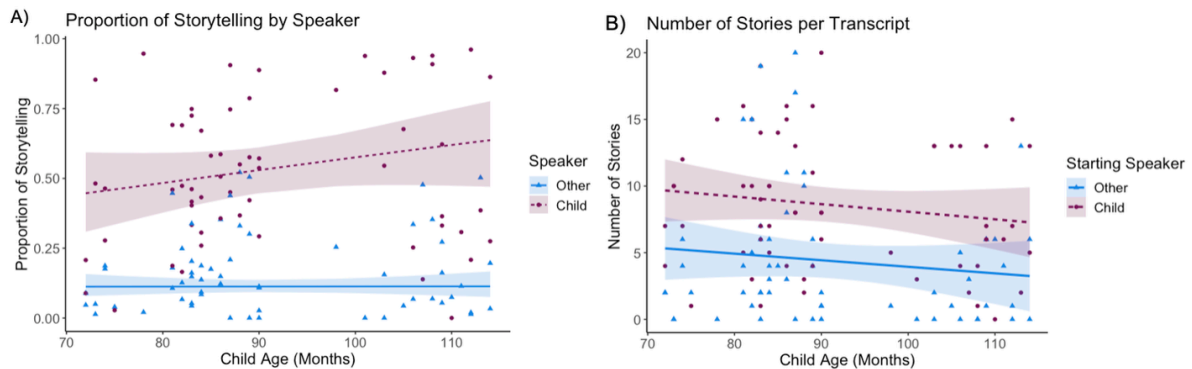 A) Proportion of Storytelling by Speaker
1.00
0.75
0.50
0.25
0.00
Proportion of Storytelling
70 80 90 100 110
Child Age (Months)
Speaker
Other
Child
B) Number of Stories per Transcript
20
15
10
5
0
Number of Stories
70 80 90 100 110
Child Age (Months)
Starting Speaker
Other
Child